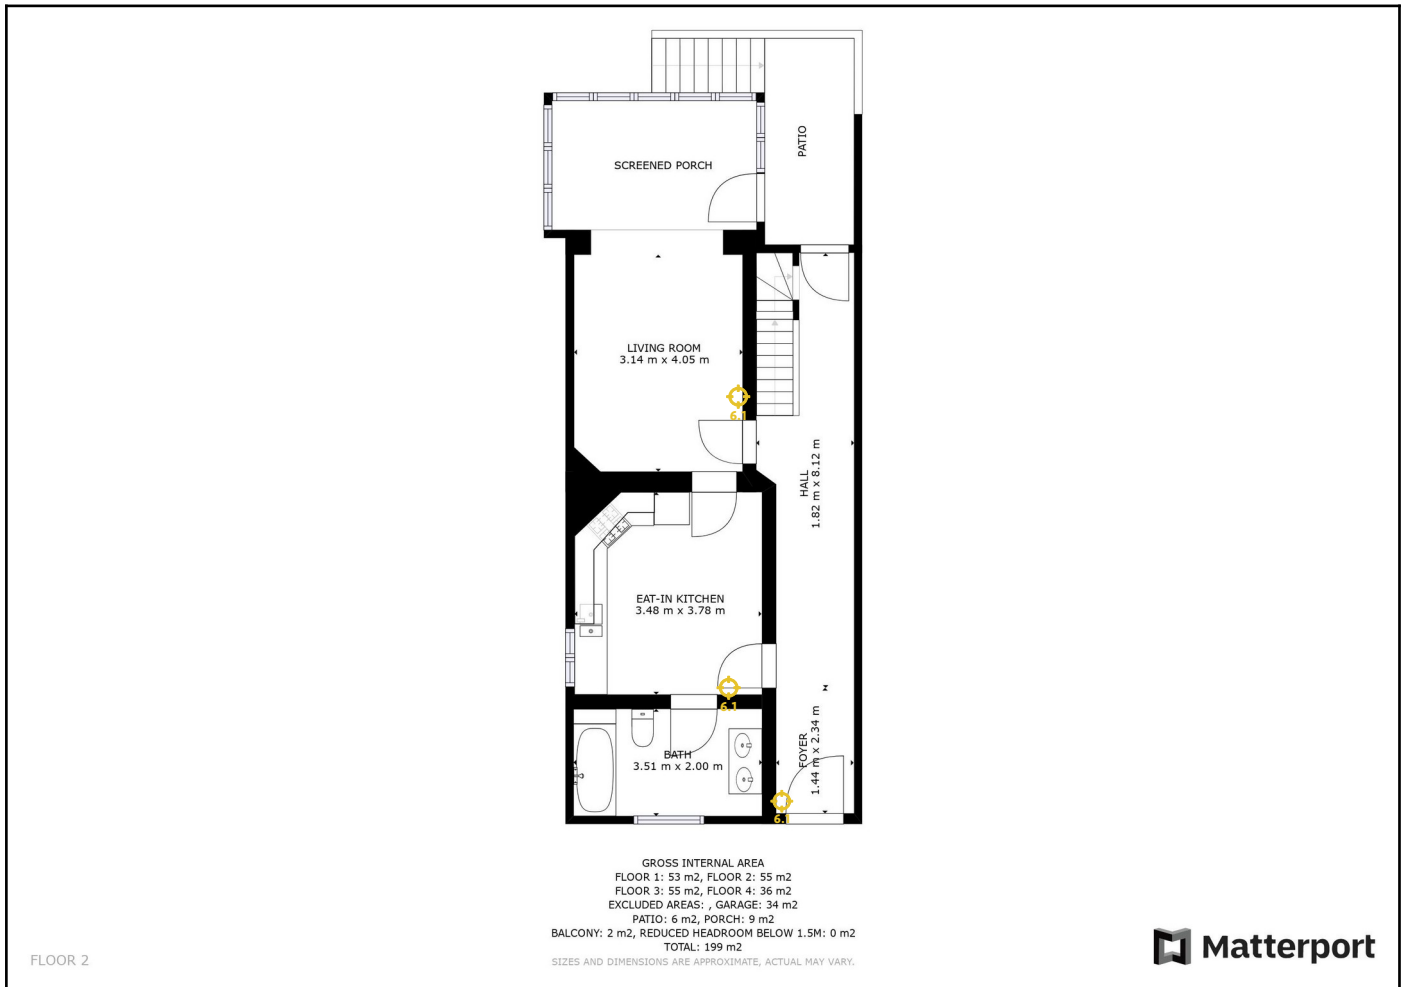 SCREENED PORCH
PATIO
LIVING ROOM
3.14 m x 4.05 m
6.1
HALL
1.82 m x 8.12 m
EAT-IN KITCHEN
3.48 m x 3.78 m
6.1
BATH
3.51 m x 2.00 m
FOYER
1.44 m x 2.34 m
6.1
GROSS INTERNAL AREA
FLOOR 1: 53 m2, FLOOR 2: 55 m2
FLOOR 3: 55 m2, FLOOR 4: 36 m2
EXCLUDED AREAS: , GARAGE: 34 m2
PATIO: 6 m2, PORCH: 9 m2
BALCONY: 2 m2, REDUCED HEADROOM BELOW 1.5M: 0 m2
TOTAL: 199 m2
SIZES AND DIMENSIONS ARE APPROXIMATE, ACTUAL MAY VARY.
FLOOR 2
Matterport